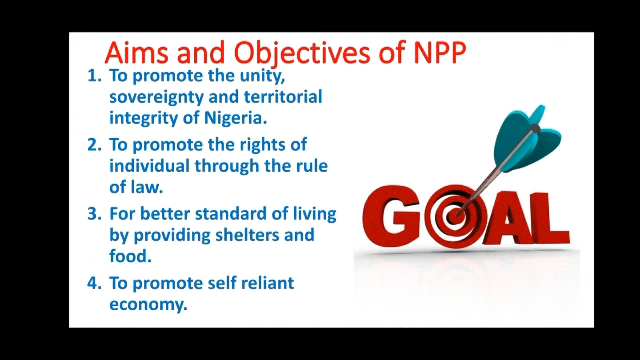 Aims and Objectives of NPP
1. To promote the unity,
sovereignty and territorial
integrity of Nigeria.
2. To promote the rights of
individual through the rule
of law.
3. For better standard of living
by providing shelters and
food.
4. To promote self reliant
economy.
GOAL